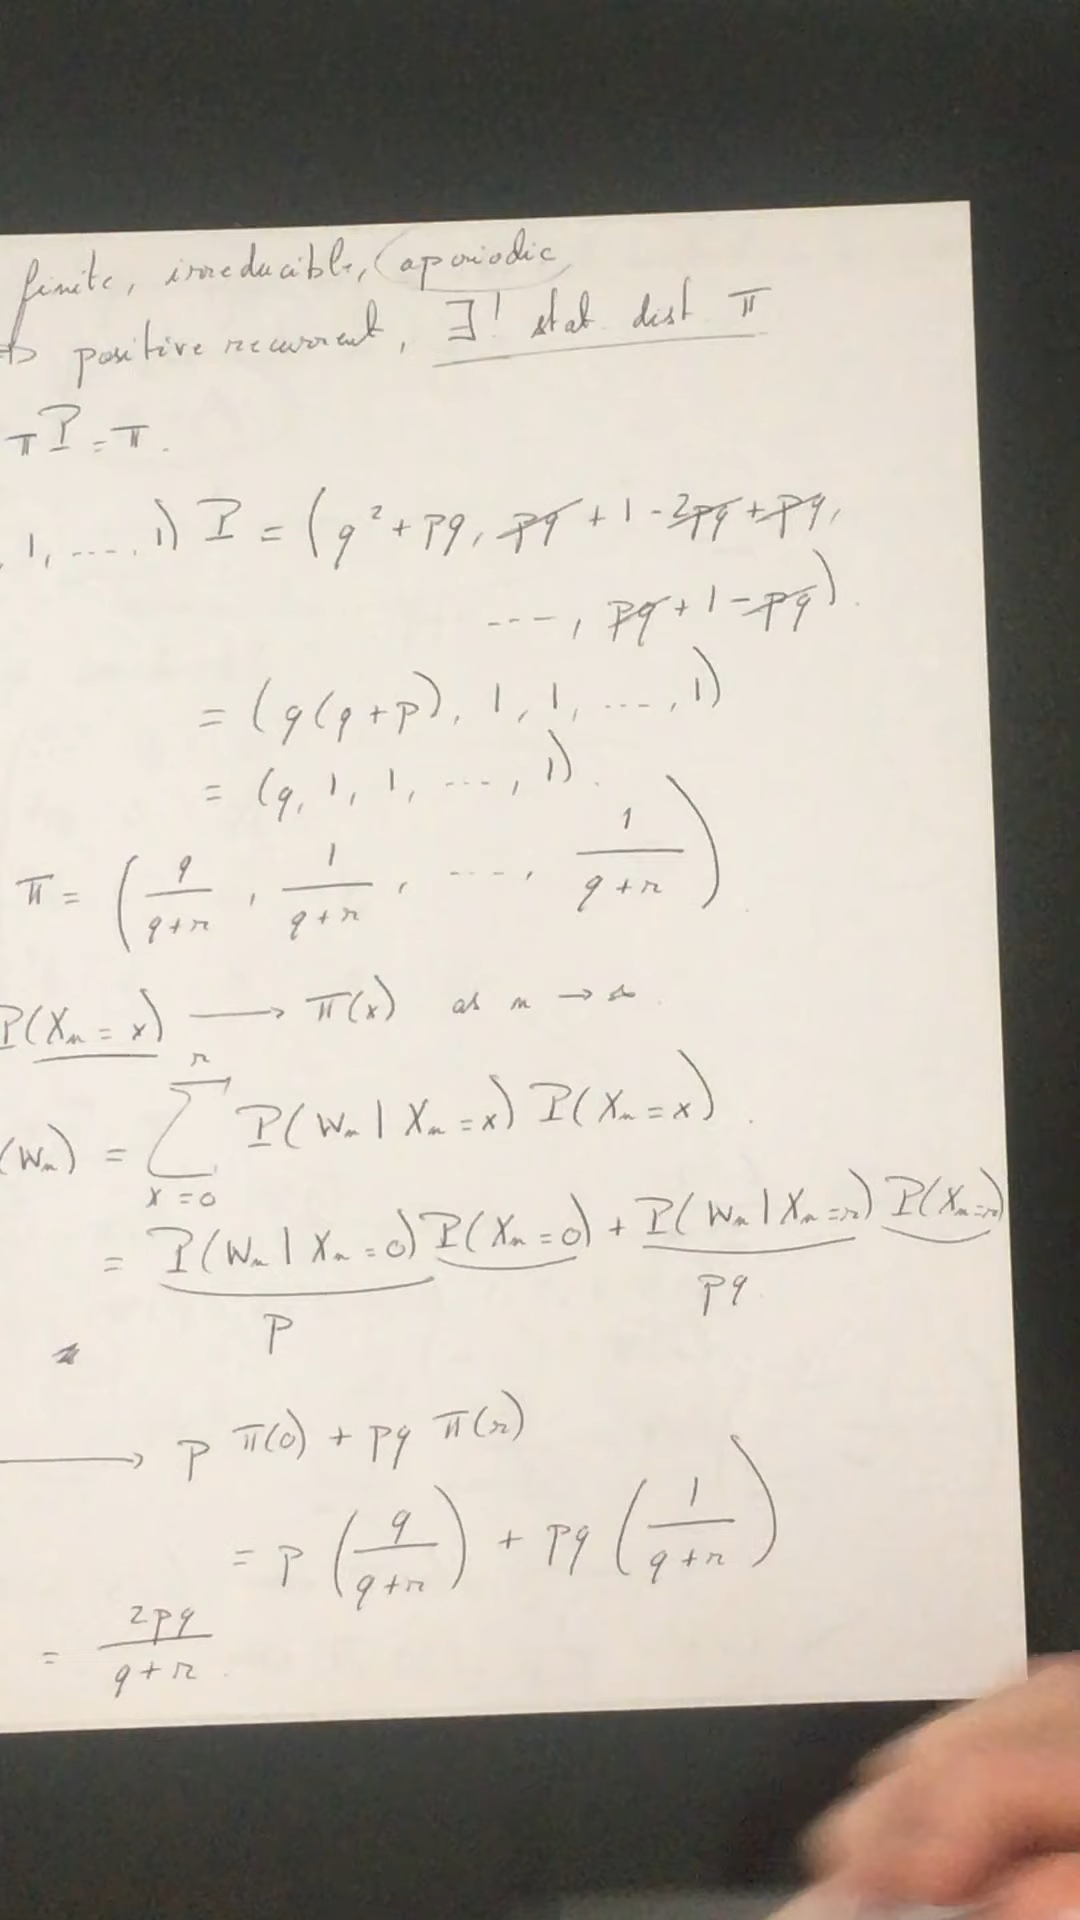 finite, irreducible, aperiodic
⇒ positive recurrent, ∃! stat. dist π
πP = π.
, 1, ...., 1) P = (q² + pq, pq + 1 - 2pq + pq,
..., pq + 1 - pq).
= (q(q+p), 1, 1, ...., 1)
= (q, 1, 1, ...., 1).
π = (q/(q+r), 1/(q+r), ...., 1/(q+r)).
P(Xn = x) → π(x) as n → ∞.
(Wn) = Σ_{x=0}^{r} P(Wn | Xn = x) P(Xn = x).
= P(Wn | Xn = 0) P(Xn = 0) + P(Wn | Xn = r) P(Xn = r)
p pq
→ p π(0) + pq π(r)
= p (q/(q+r)) + pq (1/(q+r))
= 2pq/(q+r).